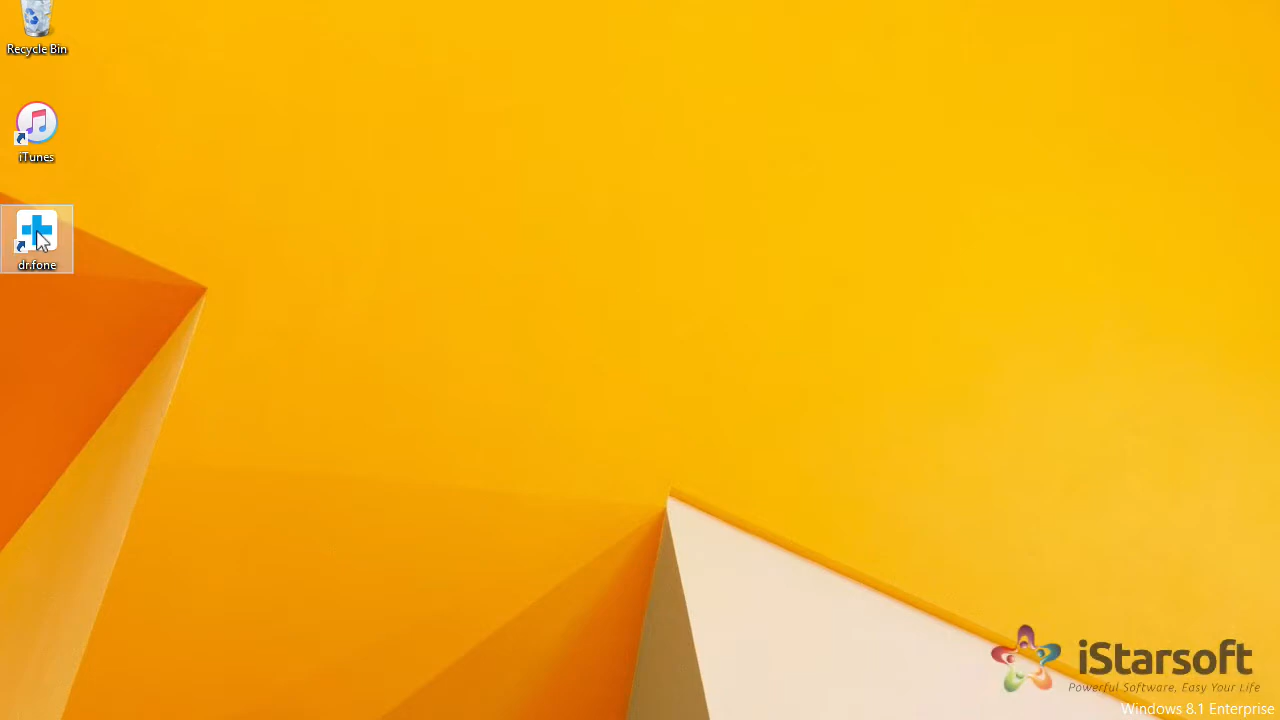 Recycle Bin
iTunes
dr.fone
iStarsoft
Powerful Software, Easy Your Life
Windows 8.1 Enterprise